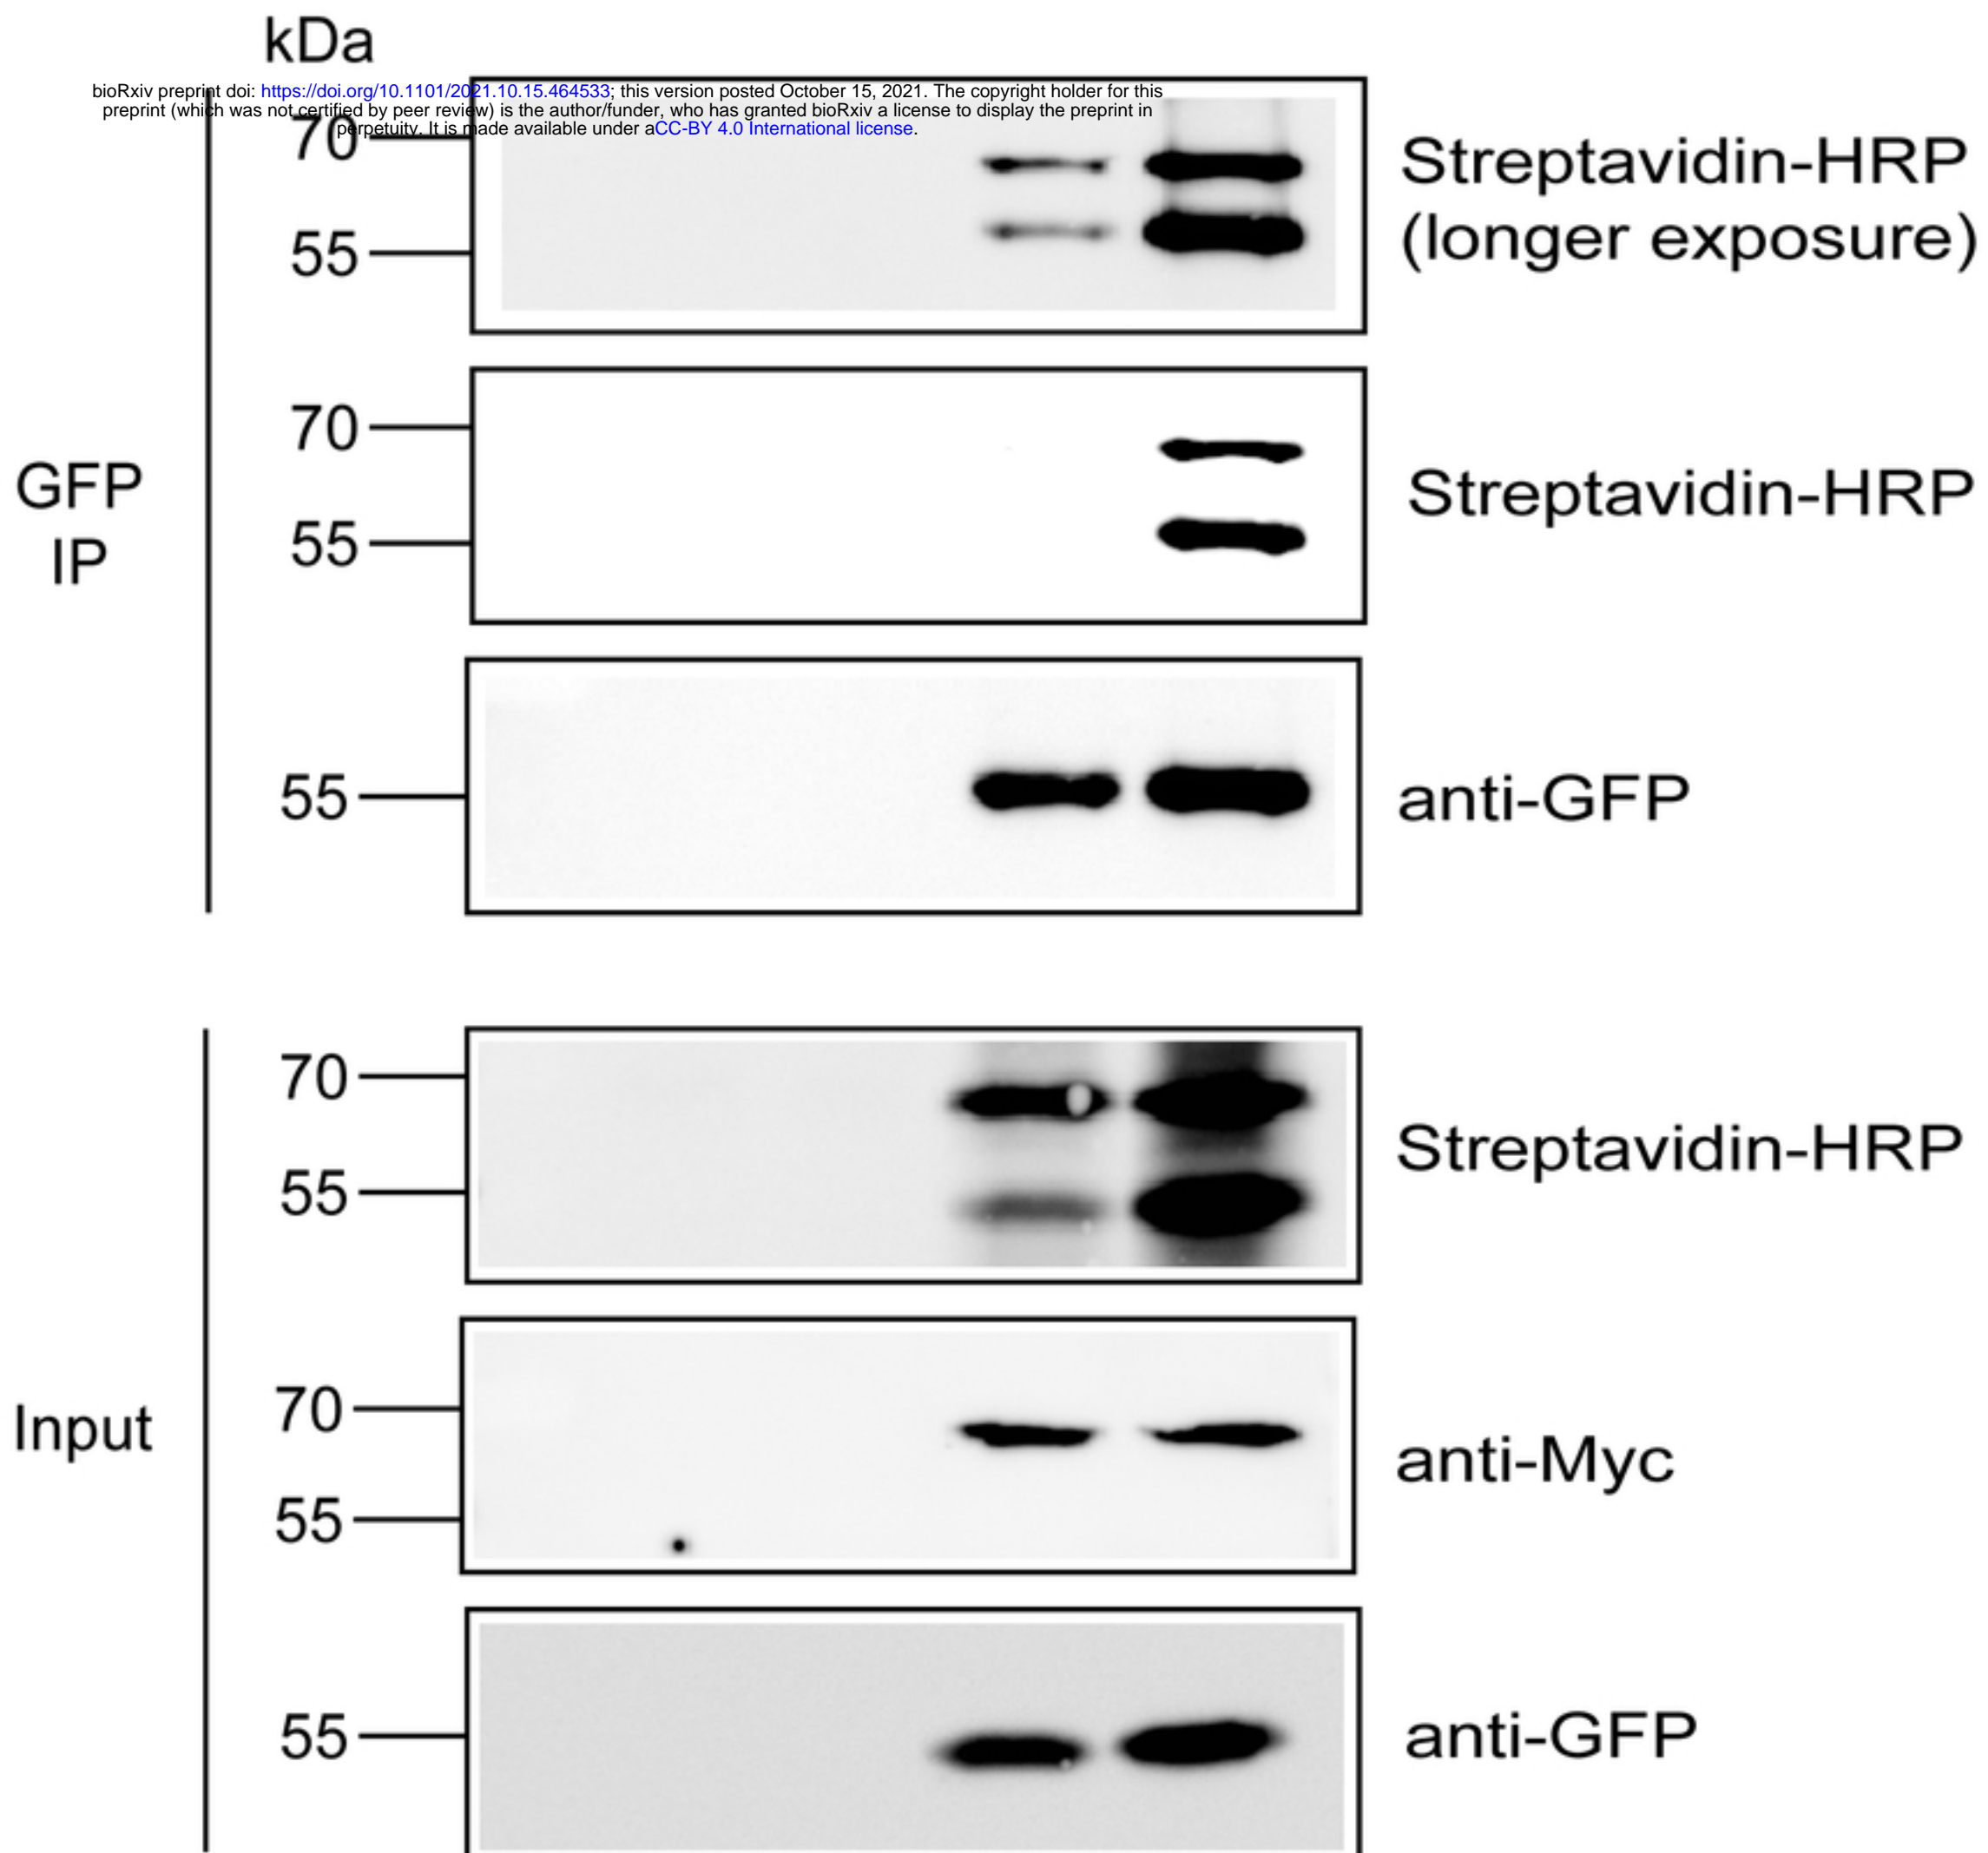 kDa
bioRxiv preprint doi: https://doi.org/10.1101/2021.10.15.464533; this version posted October 15, 2021. The copyright holder for this
preprint (which was not certified by peer review) is the author/funder, who has granted bioRxiv a license to display the preprint in
perpetuity. It is made available under aCC-BY 4.0 International license.
70
Streptavidin-HRP
(longer exposure)
55
70
Streptavidin-HRP
55
GFP
IP
55
anti-GFP
70
Streptavidin-HRP
55
Input
70
anti-Myc
55
55
anti-GFP